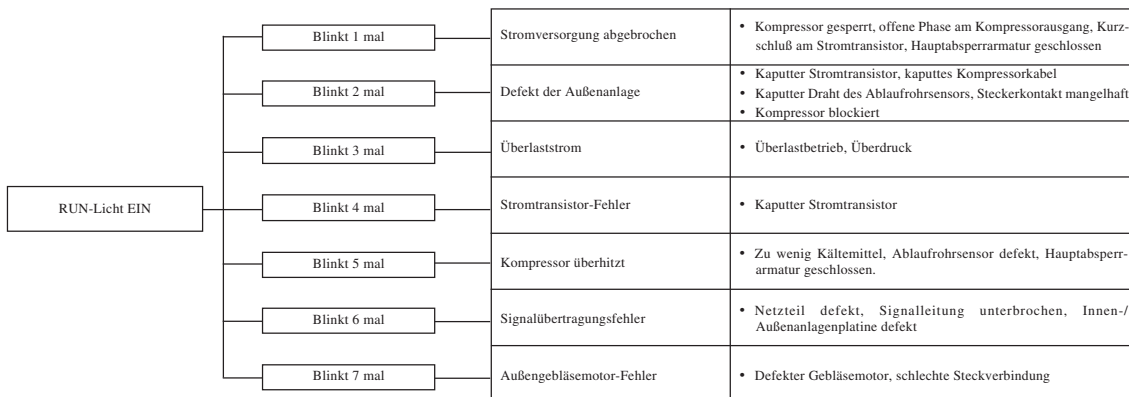 Blinkt 1 mal
Stromversorgung abgebrochen
• Kompressor gesperrt, offene Phase am Kompressorausgang, Kurz-
schluß am Stromtransistor, Hauptabsperrarmatur geschlossen
Blinkt 2 mal
Defekt der Außenanlage
• Kaputter Stromtransistor, kaputtes Kompressorkabel
• Kaputter Draht des Ablaufrohrsensors, Steckerkontakt mangelhaft
• Kompressor blockiert
Blinkt 3 mal
Überlaststrom
• Überlastbetrieb, Überdruck
RUN-Licht EIN
Blinkt 4 mal
Stromtransistor-Fehler
• Kaputter Stromtransistor
Blinkt 5 mal
Kompressor überhitzt
• Zu wenig Kältemittel, Ablaufrohrsensor defekt, Hauptabsperr-
armatur geschlossen.
Blinkt 6 mal
Signalübertragungsfehler
• Netzteil defekt, Signalleitung unterbrochen, Innen-/
Außenanlagenplatine defekt
Blinkt 7 mal
Außengebläsemotor-Fehler
• Defekter Gebläsemotor, schlechte Steckverbindung